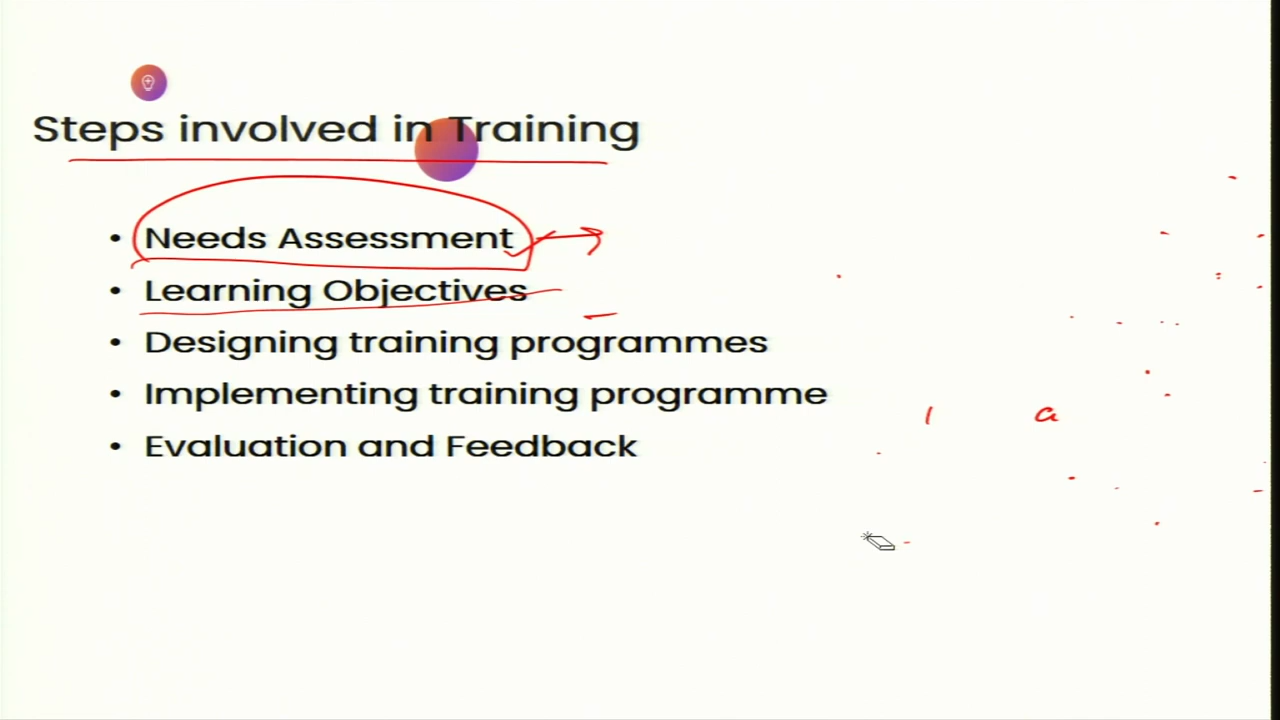 Steps involved in Training
• Needs Assessment
• Learning Objectives
• Designing training programmes
• Implementing training programme
• Evaluation and Feedback